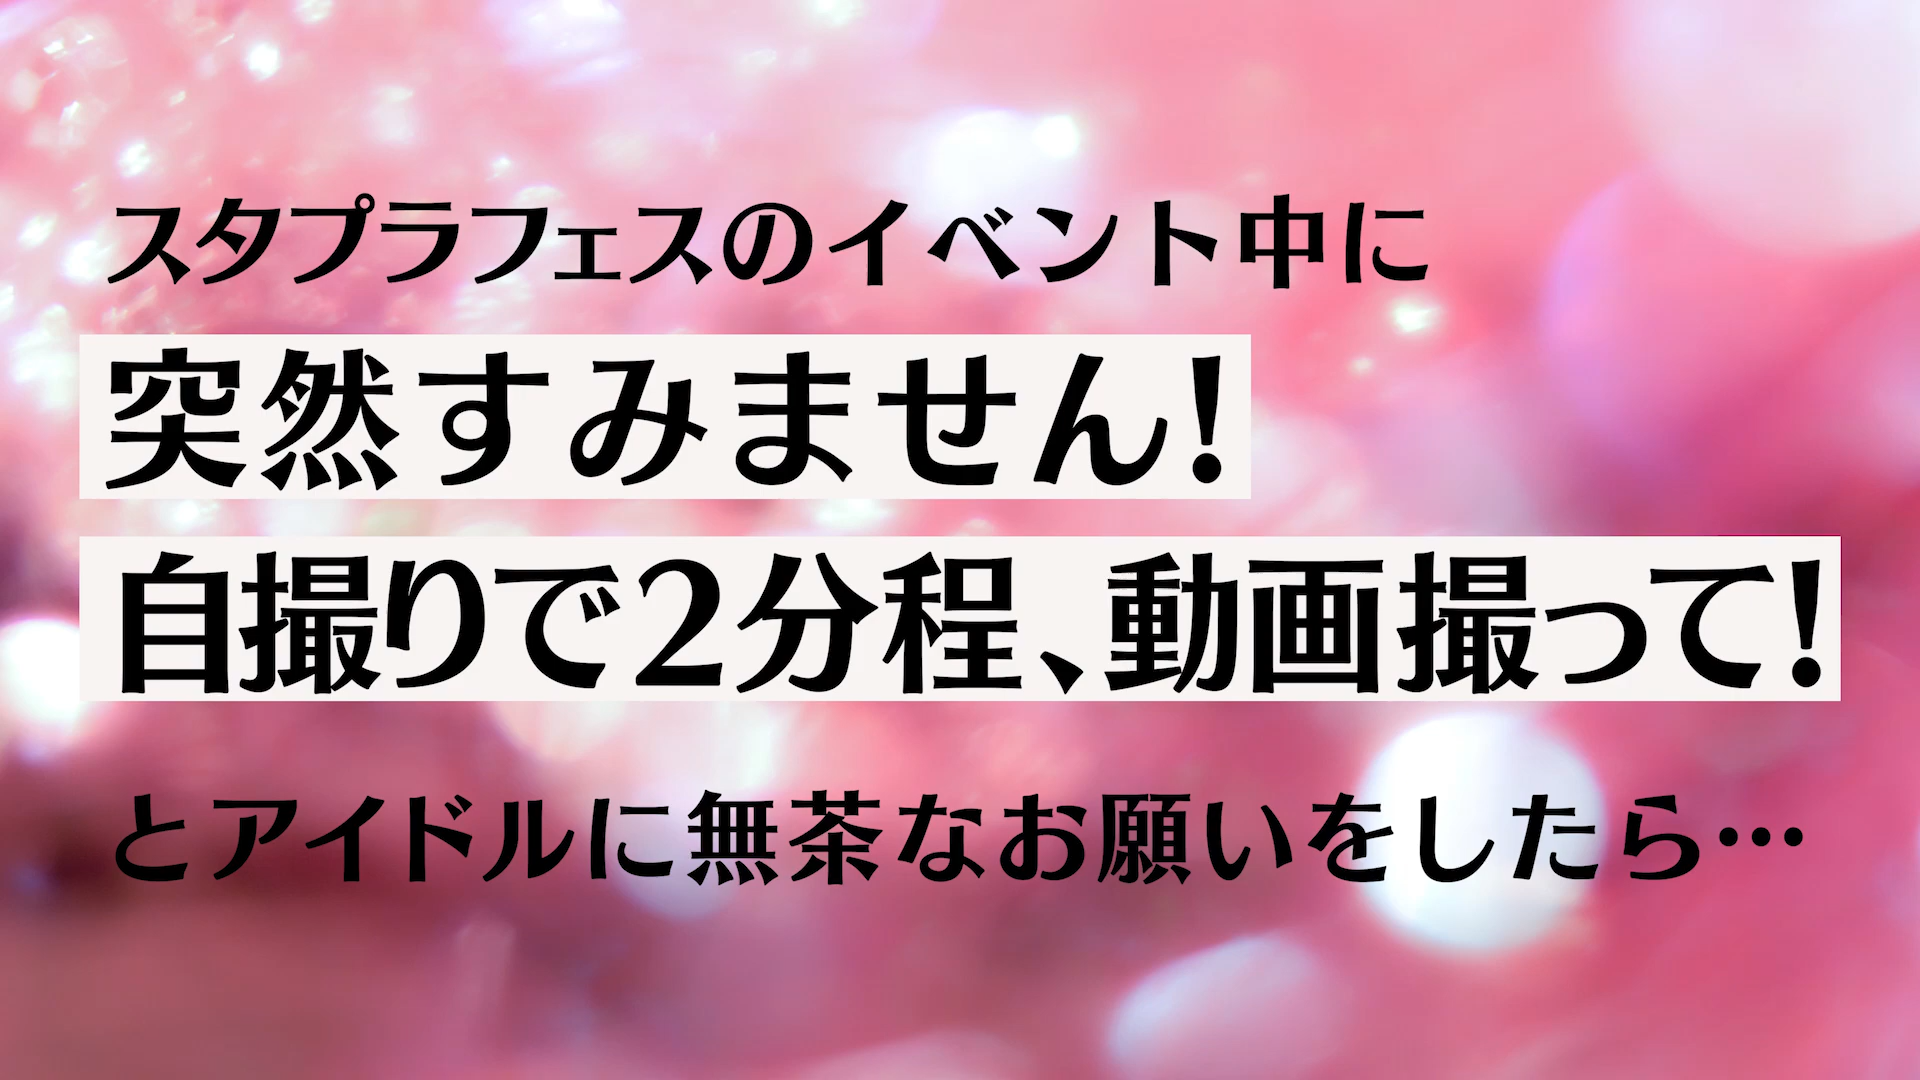 スタプラフェスのイベント中に
突然すみません!
自撮りで2分程、動画撮って!
とアイドルに無茶なお願いをしたら…